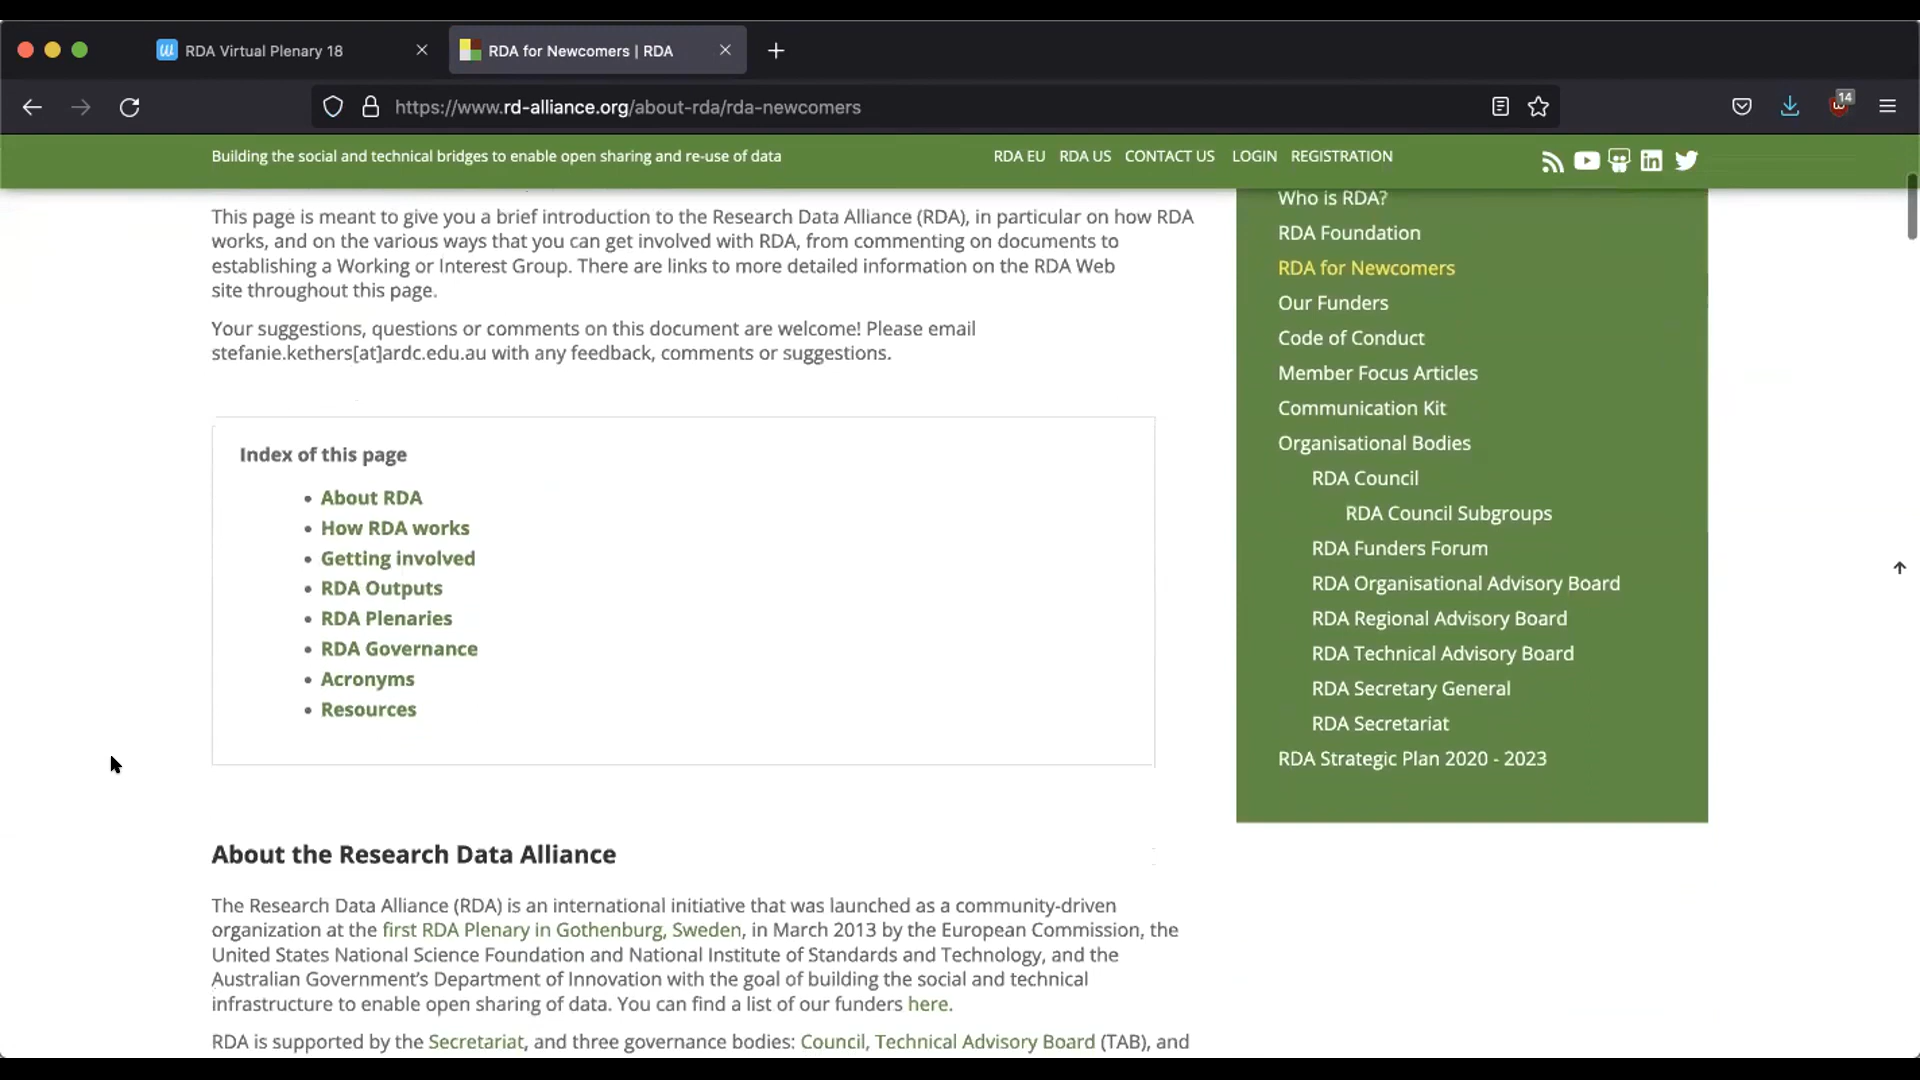 RDA Virtual Plenary 18
RDA for Newcomers | RDA
https://www.rd-alliance.org/about-rda/rda-newcomers
14
Building the social and technical bridges to enable open sharing and re-use of data
RDA EU RDA US CONTACT US LOGIN REGISTRATION
This page is meant to give you a brief introduction to the Research Data Alliance (RDA), in particular on how RDA
works, and on the various ways that you can get involved with RDA, from commenting on documents to
establishing a Working or Interest Group. There are links to more detailed information on the RDA Web
site throughout this page.
Your suggestions, questions or comments on this document are welcome! Please email
stefanie.kethers[at]ardc.edu.au with any feedback, comments or suggestions.
Index of this page
• About RDA
• How RDA works
• Getting involved
• RDA Outputs
• RDA Plenaries
• RDA Governance
• Acronyms
• Resources
About the Research Data Alliance
The Research Data Alliance (RDA) is an international initiative that was launched as a community-driven
organization at the first RDA Plenary in Gothenburg, Sweden, in March 2013 by the European Commission, the
United States National Science Foundation and National Institute of Standards and Technology, and the
Australian Government's Department of Innovation with the goal of building the social and technical
infrastructure to enable open sharing of data. You can find a list of our funders here.
RDA is supported by the Secretariat, and three governance bodies: Council, Technical Advisory Board (TAB), and
Who is RDA?
RDA Foundation
RDA for Newcomers
Our Funders
Code of Conduct
Member Focus Articles
Communication Kit
Organisational Bodies
RDA Council
RDA Council Subgroups
RDA Funders Forum
RDA Organisational Advisory Board
RDA Regional Advisory Board
RDA Technical Advisory Board
RDA Secretary General
RDA Secretariat
RDA Strategic Plan 2020 - 2023